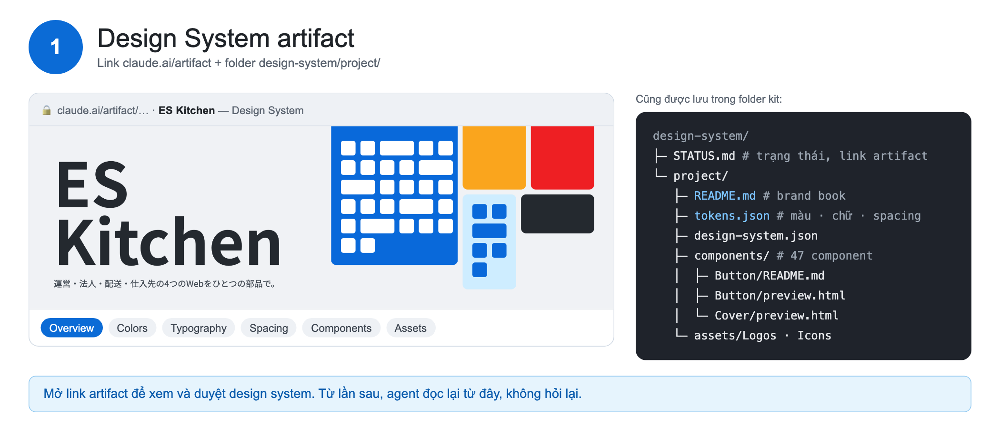 1
Design System artifact
Link claude.ai/artifact + folder design-system/project/
claude.ai/artifact/… · ES Kitchen — Design System
ES
Kitchen
運営・法人・配送・仕入先の4つのWebをひとつの部品で。
Overview Colors Typography Spacing Components Assets
Cũng được lưu trong folder kit:
design-system/
├─ STATUS.md # trạng thái, link artifact
└─ project/
├─ README.md # brand book
├─ tokens.json # màu · chữ · spacing
├─ design-system.json
├─ components/ # 47 component
│ ├─ Button/README.md
│ ├─ Button/preview.html
│ └─ Cover/preview.html
└─ assets/Logos · Icons
Mở link artifact để xem và duyệt design system. Từ lần sau, agent đọc lại từ đây, không hỏi lại.